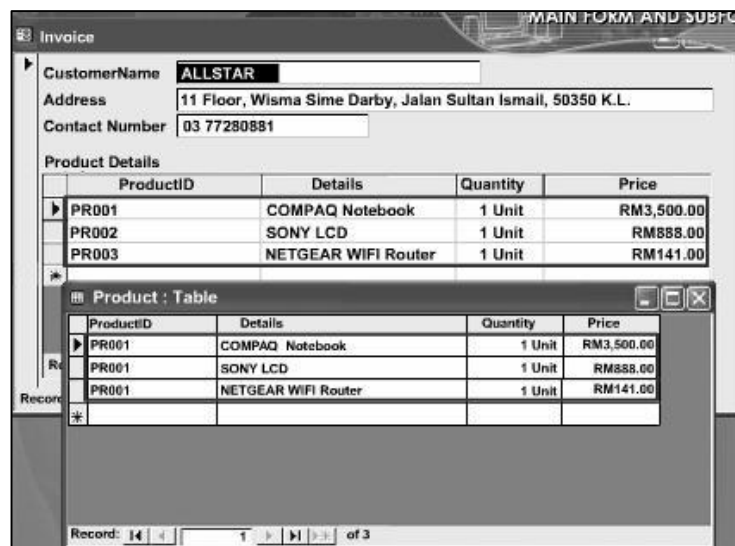 MAIN FORM AND SUBFO
Invoice
CustomerName ALLSTAR
Address 11 Floor, Wisma Sime Darby, Jalan Sultan Ismail, 50350 K.L.
Contact Number 03 77280881
Product Details
ProductID Details Quantity Price
PR001 COMPAQ Notebook 1 Unit RM3,500.00
PR002 SONY LCD 1 Unit RM888.00
PR003 NETGEAR WIFI Router 1 Unit RM141.00
Product : Table
ProductID Details Quantity Price
PR001 COMPAQ Notebook 1 Unit RM3,500.00
PR001 SONY LCD 1 Unit RM888.00
PR001 NETGEAR WIFI Router 1 Unit RM141.00
Re
Record
Record: 1 of 3